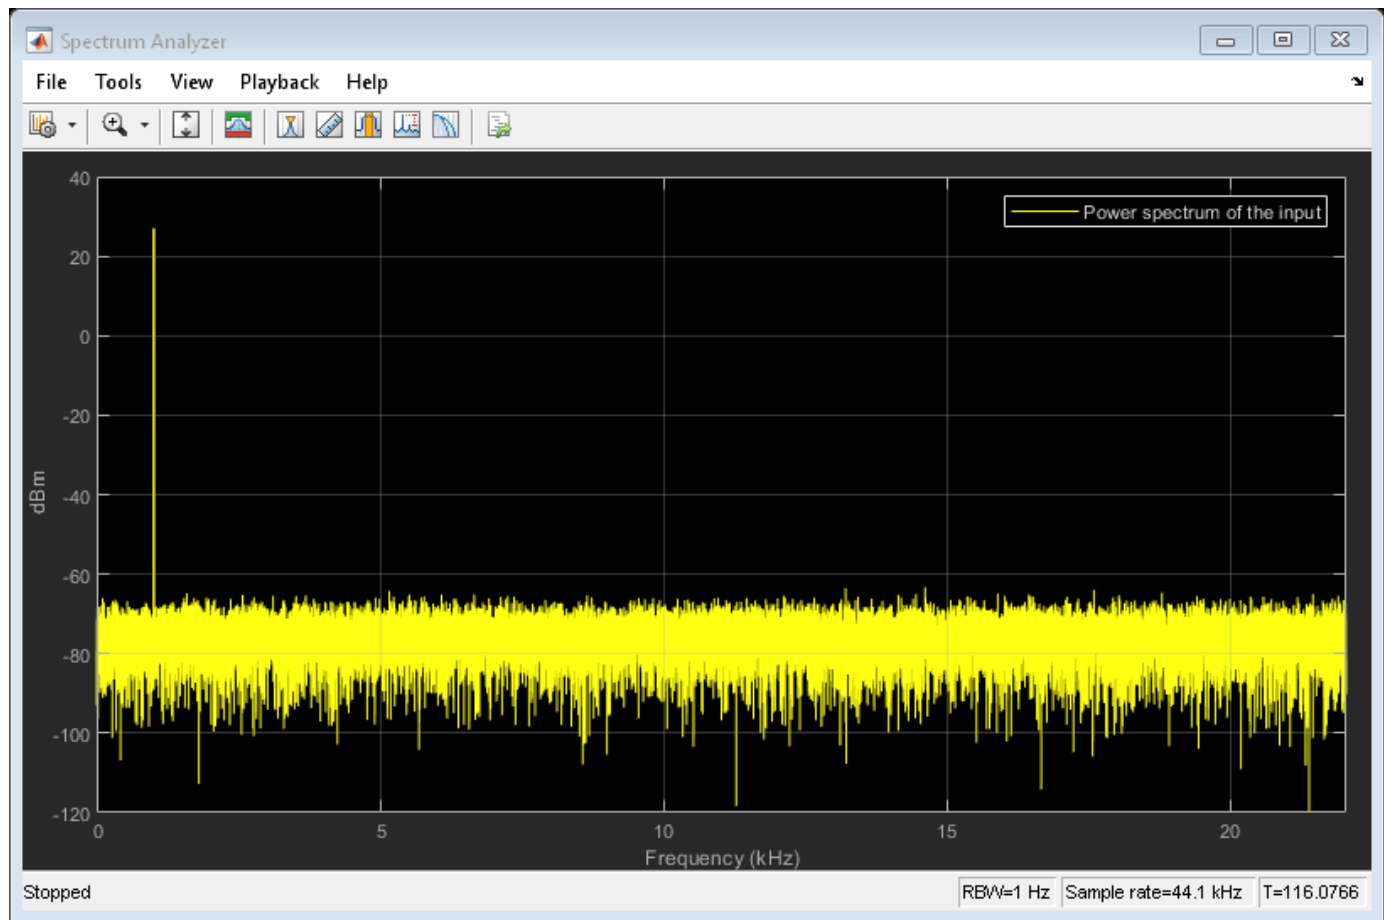 Spectrum Analyzer
File Tools View Playback Help
40
Power spectrum of the input
20
0
-20
-40
dBm
-60
-80
-100
-120
0 5 10 15 20
Frequency (kHz)
Stopped RBW=1 Hz Sample rate=44.1 kHz T=116.0766